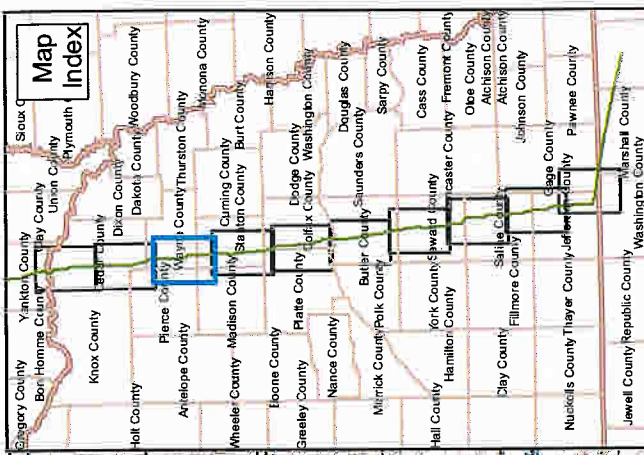 Map
Index
Sioux C
Plymouth
Woodbury County
Monona County
Harrison County
Union County
Clay County
Dakota County
Dixon County
Thurston County
Burt County
Washington County
Douglas County
Sarpy County
Cass County
Fremont County
Otoe County
Atchison County
Atchison County
Johnson County
Pawnee County
Yankton County
Cedar County
Wayne County
Cuming County
Stanton County
Dodge County
Colfax County
Saunders County
Butler County
Seward County
Lancaster County
Saline County
Gage County
Jefferson County
Marshall County
Washington County
Gregory County
Bon Homme County
Knox County
Pierce County
Madison County
Platte County
Polk County
York County
Hamilton County
Fillmore County
Thayer County
Republic County
Holt County
Antelope County
Wheeler County
Boone County
Greeley County
Nance County
Merrick County
Hall County
Clay County
Nuckolls County
Jewell County